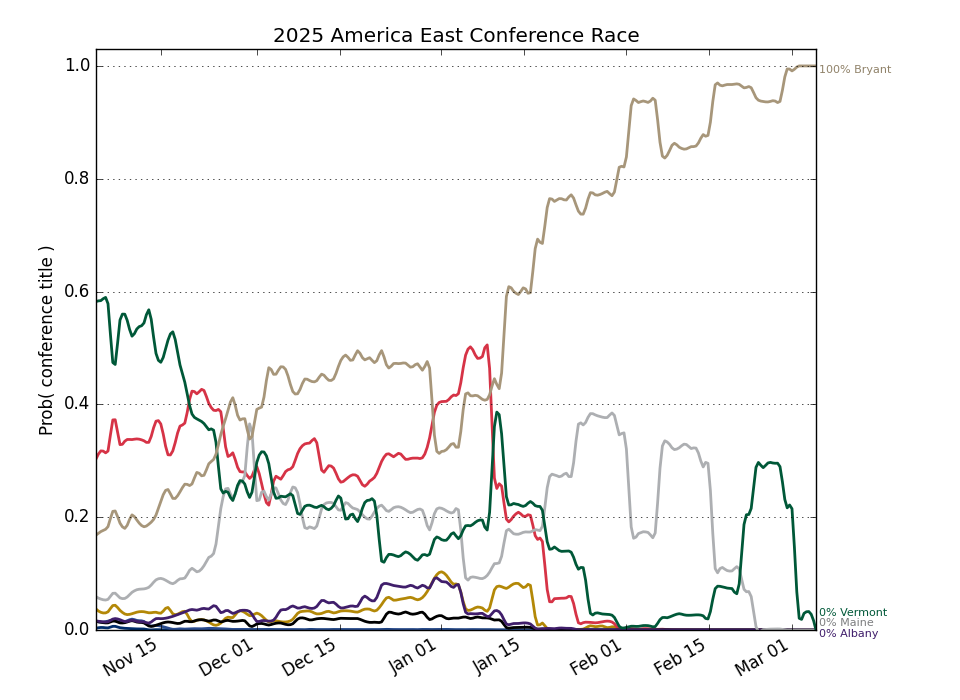 2025 America East Conference Race
Prob( conference title )
1.0
0.8
0.6
0.4
0.2
0.0
100% Bryant
0% Vermont
0% Maine
0% Albany
Nov 15
Dec 01
Dec 15
Jan 01
Jan 15
Feb 01
Feb 15
Mar 01